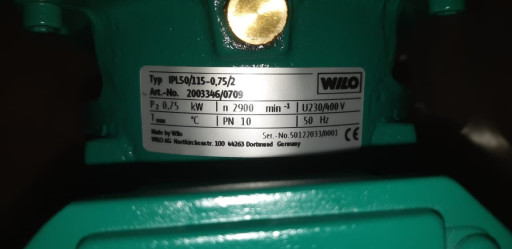 Typ IPL50/115-0,75/2
WILO
Art.-No. 2003346/0709
P2 0,75 kW n 2900 min -1 U230/400 V
T max °C PN 10 50 Hz
Made by Wilo Ser.-No.50122033/0001 CE
WILO AG Nortkirchenstr. 100 44263 Dortmund Germany